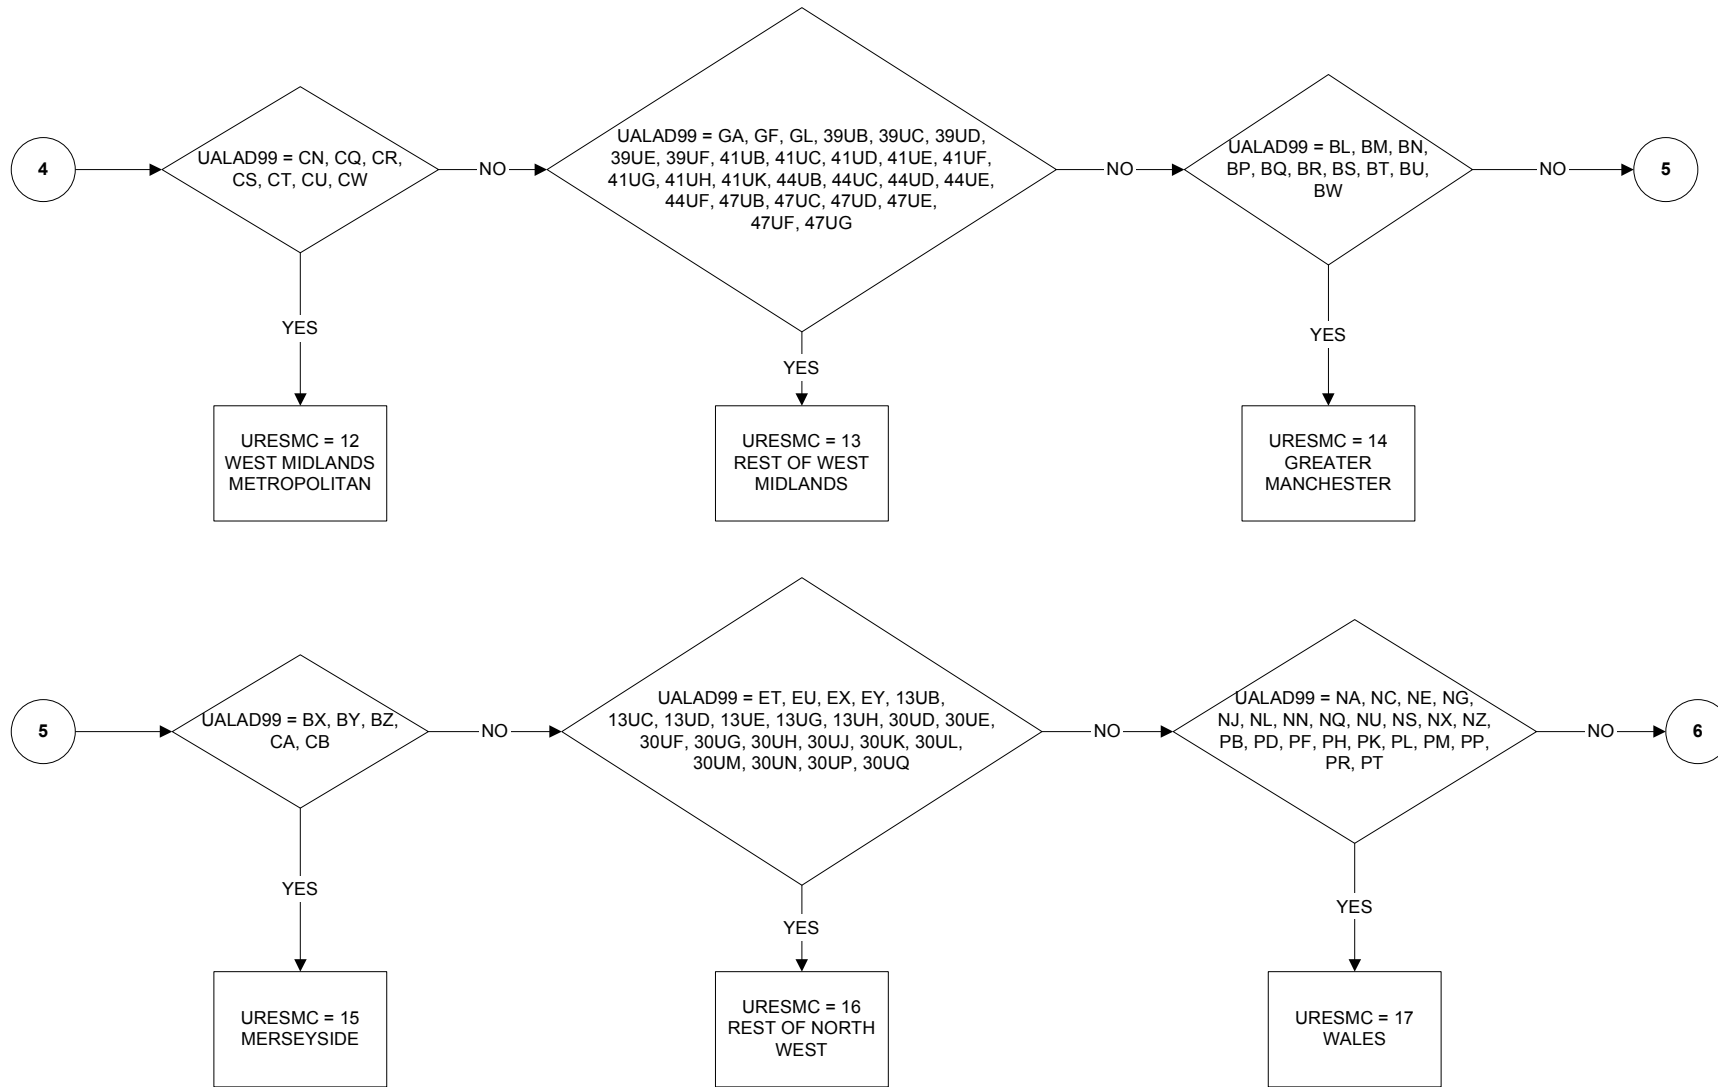 4
UALAD99 = CN, CQ, CR,
CS, CT, CU, CW
NO
UALAD99 = GA, GF, GL, 39UB, 39UC, 39UD,
39UE, 39UF, 41UB, 41UC, 41UD, 41UE, 41UF,
41UG, 41UH, 41UK, 44UB, 44UC, 44UD, 44UE,
44UF, 47UB, 47UC, 47UD, 47UE,
47UF, 47UG
NO
UALAD99 = BL, BM, BN,
BP, BQ, BR, BS, BT, BU,
BW
NO
5
YES
YES
YES
URESMC = 12
WEST MIDLANDS
METROPOLITAN
URESMC = 13
REST OF WEST
MIDLANDS
URESMC = 14
GREATER
MANCHESTER
5
UALAD99 = BX, BY, BZ,
CA, CB
NO
UALAD99 = ET, EU, EX, EY, 13UB,
13UC, 13UD, 13UE, 13UG, 13UH, 30UD, 30UE,
30UF, 30UG, 30UH, 30UJ, 30UK, 30UL,
30UM, 30UN, 30UP, 30UQ
NO
UALAD99 = NA, NC, NE, NG,
NJ, NL, NN, NQ, NU, NS, NX, NZ,
PB, PD, PF, PH, PK, PL, PM, PP,
PR, PT
NO
6
YES
YES
YES
URESMC = 15
MERSEYSIDE
URESMC = 16
REST OF NORTH
WEST
URESMC = 17
WALES